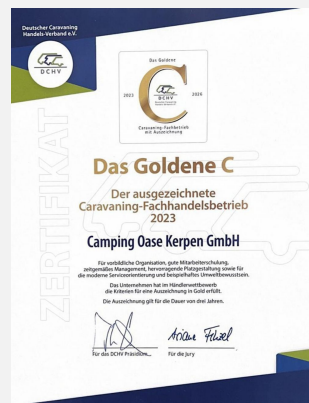 Deutscher Caravaning
Handels-Verband e.V.
DCHV
Das Goldene
C
2023
DCHV
Caravaning-Fachbetrieb
mit Auszeichnung
ZERTIFIKAT
Das Goldene C
Der ausgezeichnete
Caravaning-Fachhandelsbetrieb
2023
Camping Oase Kerpen GmbH
Für vorbildliche Organisation, gute Mitarbeiterschulung,
zeitgemäßes Management, hervorragende Platzgestaltung sowie für
die moderne Serviceorientierung und beispielhaftes Umweltbewusstsein.
Das Unternehmen hat im Händlerwettbewerb
die Kriterien für eine Auszeichnung in Gold erfüllt.
Die Auszeichnung gilt für die Dauer von drei Jahren.
Für das DCHV Präsidium
Für die Jury